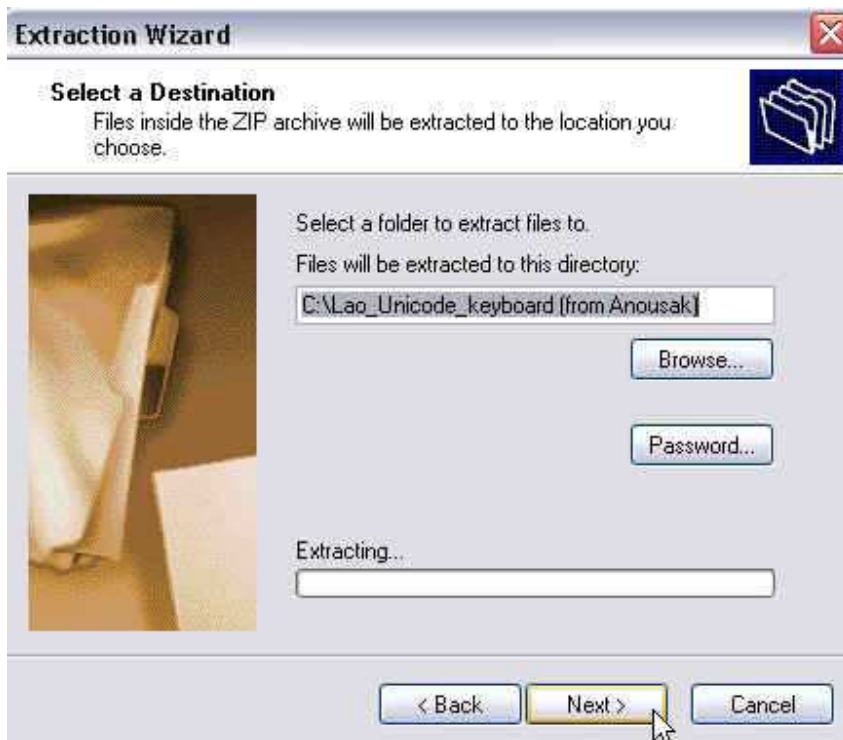 Extraction Wizard
Select a Destination
Files inside the ZIP archive will be extracted to the location you
choose.
Select a folder to extract files to.
Files will be extracted to this directory:
C:\Lao_Unicode_keyboard (from Anousak)
Browse...
Password...
Extracting...
< Back Next > Cancel